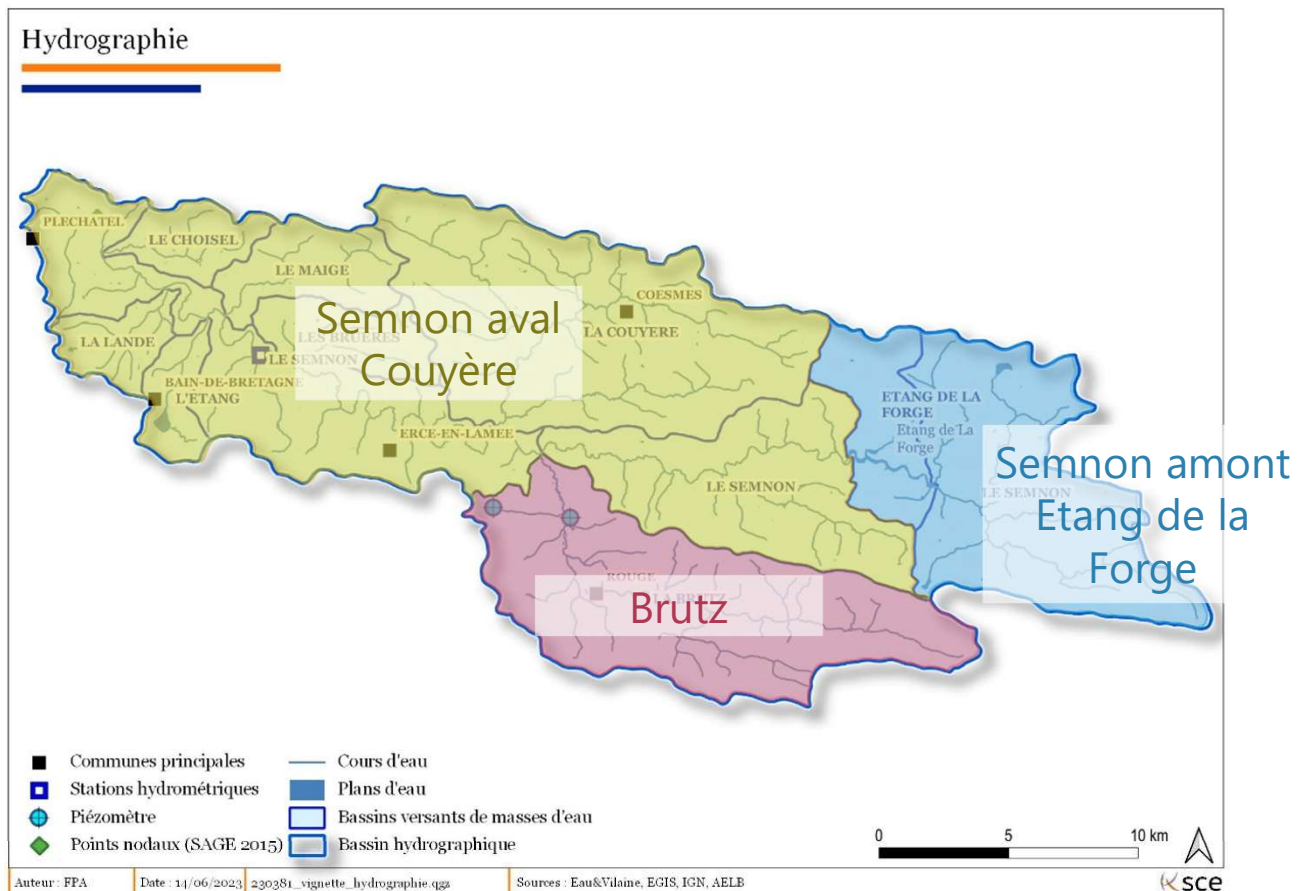 Hydrographie
PLECHATEL
LE CHOISEL
LE MAIGE
Semnon aval
Couyère
COESMES
LA COUYERE
LA LANDE
LES BRUERES
LE SEMNON
BAIN-DE-BRETAGNE
L'ETANG
ERCE-EN-LAMEE
ETANG DE LA
FORGE
Etang de La
Forge
Semnon amont
Etang de la
Forge
LE SEMNON
LE SEMNON
ROUGE
LA BRUTZ
Brutz
Communes principales
Stations hydrométriques
Piézomètre
Points nodaux (SAGE 2015)
Cours d'eau
Plans d'eau
Bassins versants de masses d'eau
Bassin hydrographique
0 5 10 km
Auteur : FPA Date : 14/06/2023 230381_vignette_hydrographie.qgz Sources : Eau&Vilaine, EGIS, IGN, AELB
sce